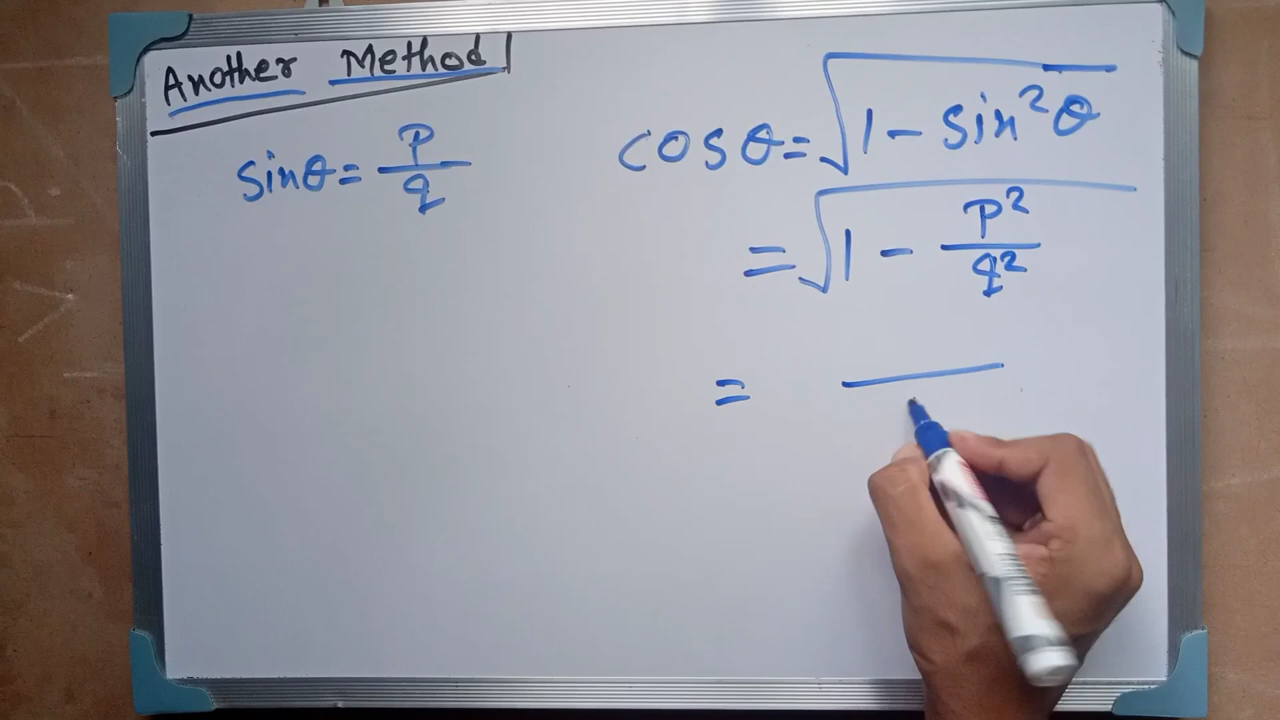 Another Method
sinθ = P/q
cosθ = √(1 - sin²θ)
= √(1 - P²/q²)
=